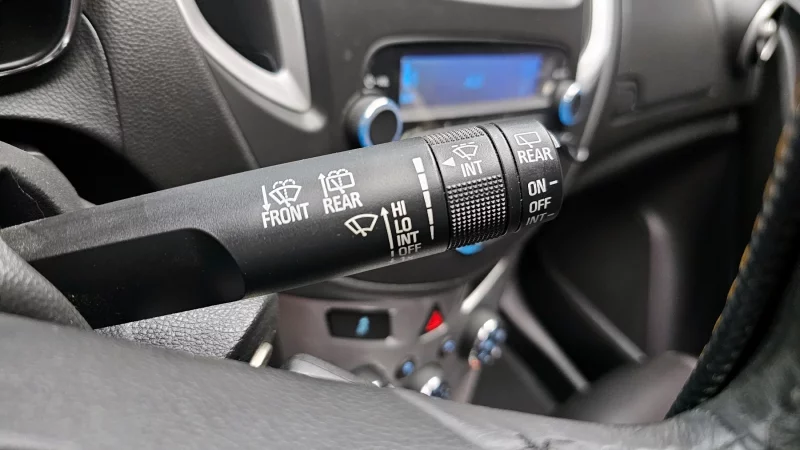 FRONT
REAR
HI
LO
INT
OFF
INT
REAR
ON
OFF
INT